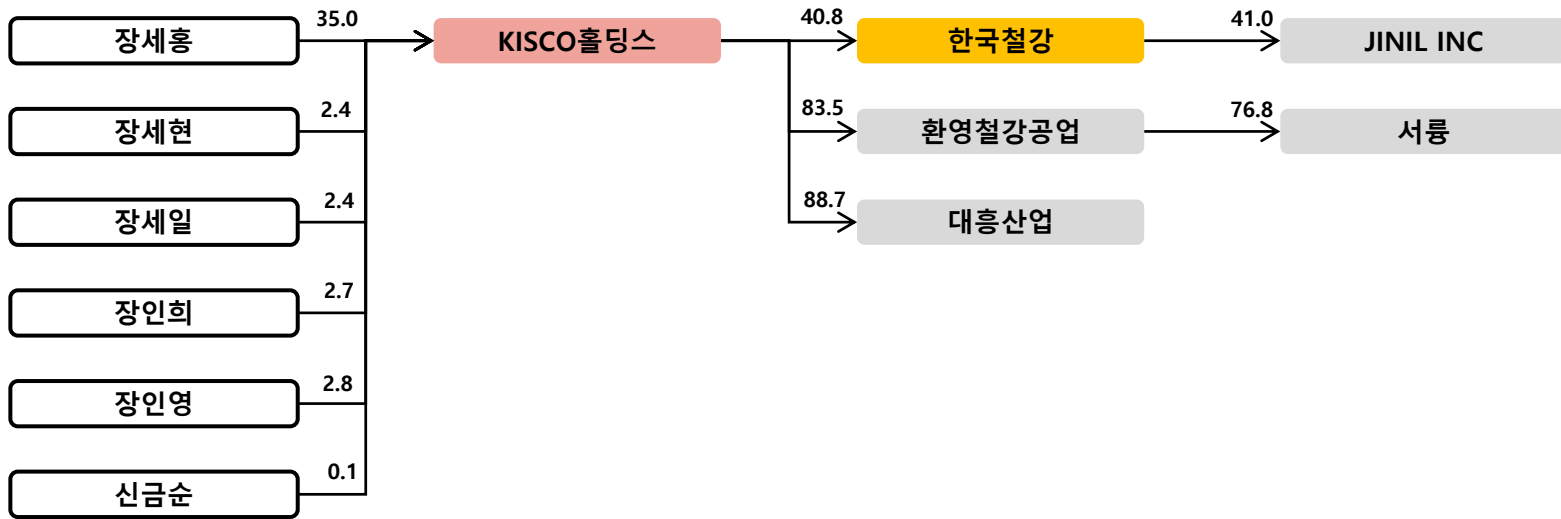 장세홍
35.0
KISCO홀딩스
40.8
한국철강
41.0
JINIL INC
장세현
2.4
83.5
환영철강공업
76.8
서륭
장세일
2.4
88.7
대흥산업
장인희
2.7
장인영
2.8
신금순
0.1